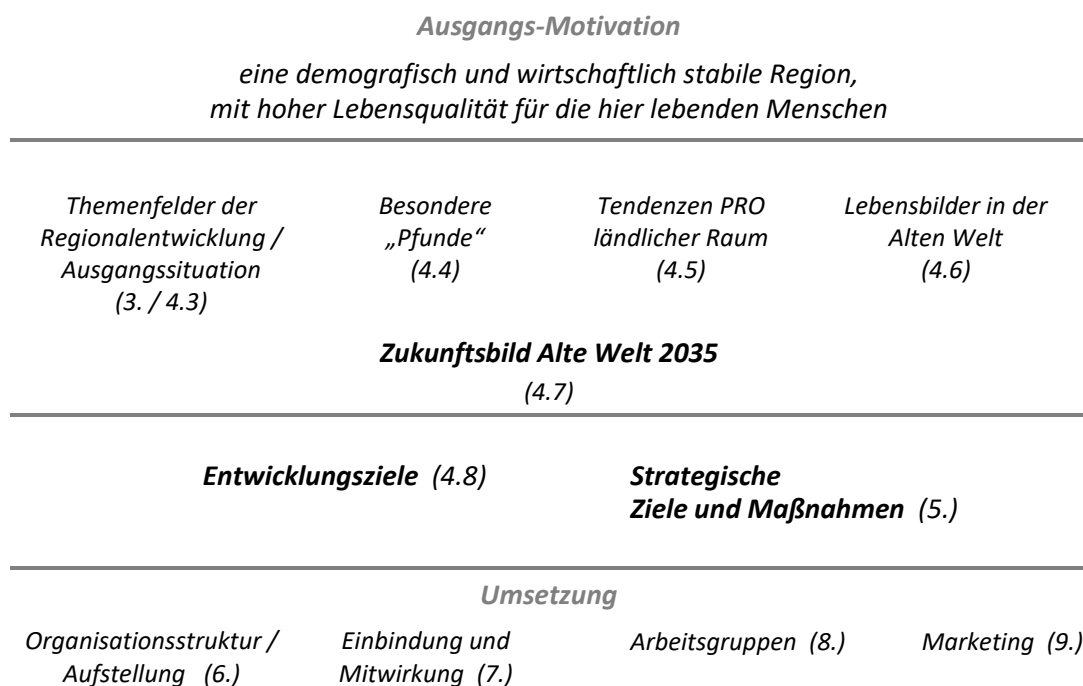 Ausgangs-Motivation
eine demografisch und wirtschaftlich stabile Region,
mit hoher Lebensqualität für die hier lebenden Menschen
Themenfelder der
Regionalentwicklung /
Ausgangssituation
(3. / 4.3)
Besondere
„Pfunde“
(4.4)
Tendenzen PRO
ländlicher Raum
(4.5)
Lebensbilder in der
Alten Welt
(4.6)
Zukunftsbild Alte Welt 2035
(4.7)
Entwicklungsziele (4.8)
Strategische
Ziele und Maßnahmen (5.)
Umsetzung
Organisationsstruktur /
Aufstellung (6.)
Einbindung und
Mitwirkung (7.)
Arbeitsgruppen (8.)
Marketing (9.)